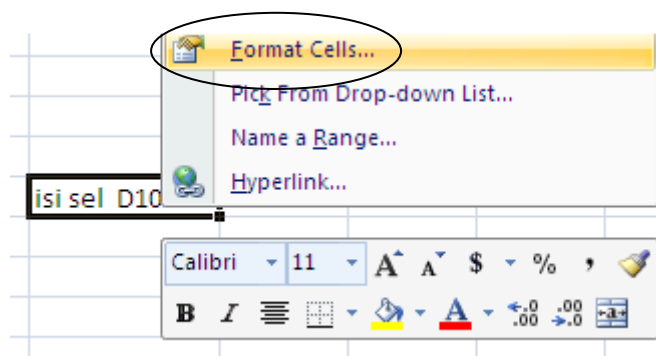 Format Cells...
Pick From Drop-down List...
Name a Range...
Hyperlink...
isi sel D10
Calibri 11 A A $ % ,
B I A .0 .00 .00 .0 a